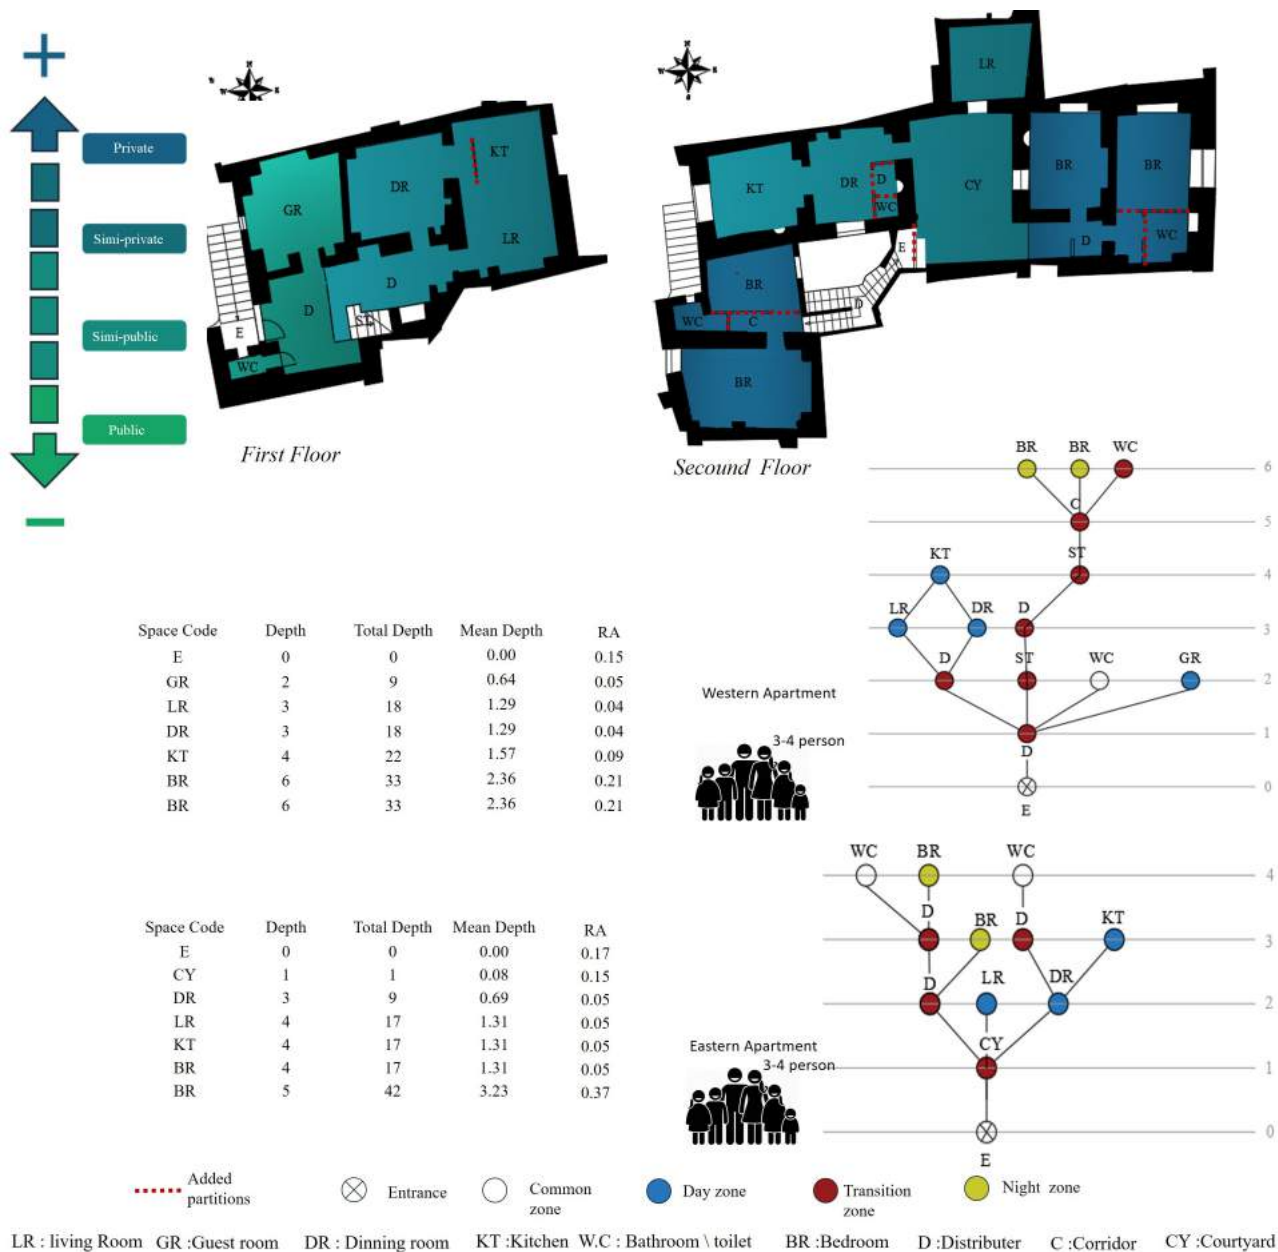 +
Private
Simi-private
Simi-public
Public
−
N
W
E
GR
DR
KT
LR
D
D
ST
E
WC
First Floor
N
W
E
S
LR
KT
DR
D
WC
CY
BR
BR
E
D
WC
BR
D
WC
C
BR
Secound Floor
BR BR WC 6
C 5
KT ST 4
LR DR D 3
D ST WC GR 2
1
D
0
E
Western Apartment
3-4 person
Space Code Depth Total Depth Mean Depth RA
E 0 0 0.00 0.15
GR 2 9 0.64 0.05
LR 3 18 1.29 0.04
DR 3 18 1.29 0.04
KT 4 22 1.57 0.09
BR 6 33 2.36 0.21
BR 6 33 2.36 0.21
WC BR WC 4
D BR D KT 3
D LR DR 2
CY 1
0
E
Eastern Apartment
3-4 person
Space Code Depth Total Depth Mean Depth RA
E 0 0 0.00 0.17
CY 1 1 0.08 0.15
DR 3 9 0.69 0.05
LR 4 17 1.31 0.05
KT 4 17 1.31 0.05
BR 4 17 1.31 0.05
BR 5 42 3.23 0.37
Added partitions
Entrance
Common zone
Day zone
Transition zone
Night zone
LR : living Room GR :Guest room DR : Dinning room KT :Kitchen W.C : Bathroom \ toilet BR :Bedroom D :Distributer C :Corridor CY :Courtyard